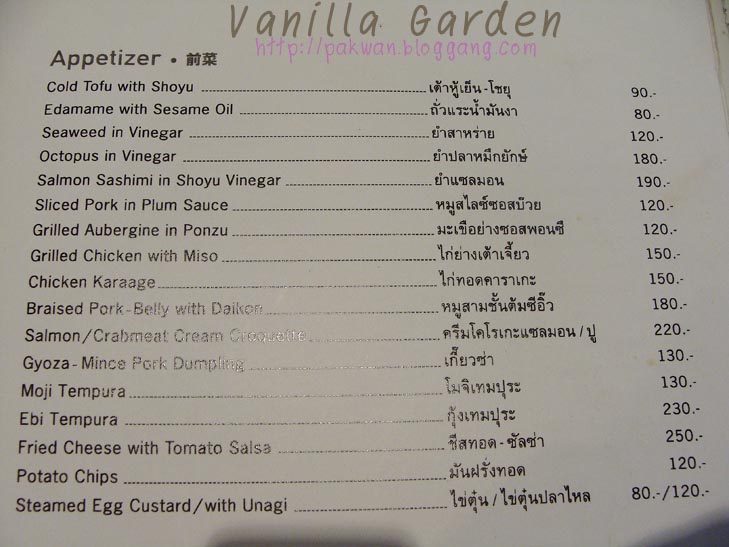 Vanilla Garden
http://pakwan.bloggang.com
Appetizer • 前菜
Cold Tofu with Shoyu เต้าหู้เย็น - โชยุ 90.-
Edamame with Sesame Oil ถั่วแระน้ำมันงา 80.-
Seaweed in Vinegar ยำสาหร่าย 120.-
Octopus in Vinegar ยำปลาหมึกยักษ์ 180.-
Salmon Sashimi in Shoyu Vinegar ยำแซลมอน 190.-
Sliced Pork in Plum Sauce หมูสไลซ์ซอสบ๊วย 120.-
Grilled Aubergine in Ponzu มะเขือย่างซอสพอนซึ 120.-
Grilled Chicken with Miso ไก่ย่างเต้าเจี้ยว 150.-
Chicken Karaage ไก่ทอดคาราเกะ 150.-
Braised Pork-Belly with Daikon หมูสามชั้นต้มซีอิ๊ว 180.-
Salmon/Crabmeat Cream Croquette ครีมโคโรเกะแซลมอน / ปู 220.-
Gyoza - Mince Pork Dumpling เกี๊ยวซ่า 130.-
Moji Tempura โมจิเทมปุระ 130.-
Ebi Tempura กุ้งเทมปุระ 230.-
Fried Cheese with Tomato Salsa ชีสทอด - ซัลซ่า 250.-
Potato Chips มันฝรั่งทอด 120.-
Steamed Egg Custard/with Unagi ไข่ตุ๋น / ไข่ตุ๋นปลาไหล 80.-/120.-